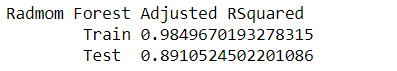 Radmom Forest Adjusted RSquared
Train 0.9849670193278315
Test 0.8910524502201086